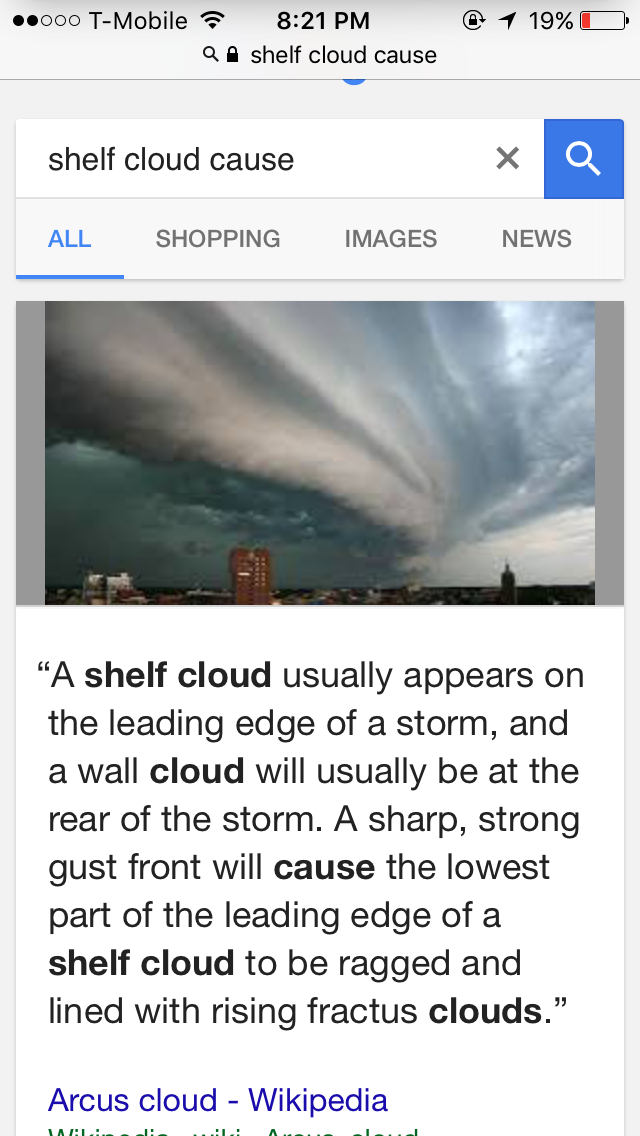 T-Mobile 8:21 PM 19%
shelf cloud cause
shelf cloud cause
ALL SHOPPING IMAGES NEWS
“A shelf cloud usually appears on
the leading edge of a storm, and
a wall cloud will usually be at the
rear of the storm. A sharp, strong
gust front will cause the lowest
part of the leading edge of a
shelf cloud to be ragged and
lined with rising fractus clouds.”
Arcus cloud - Wikipedia
Wikipedia › wiki › Arcus_cloud